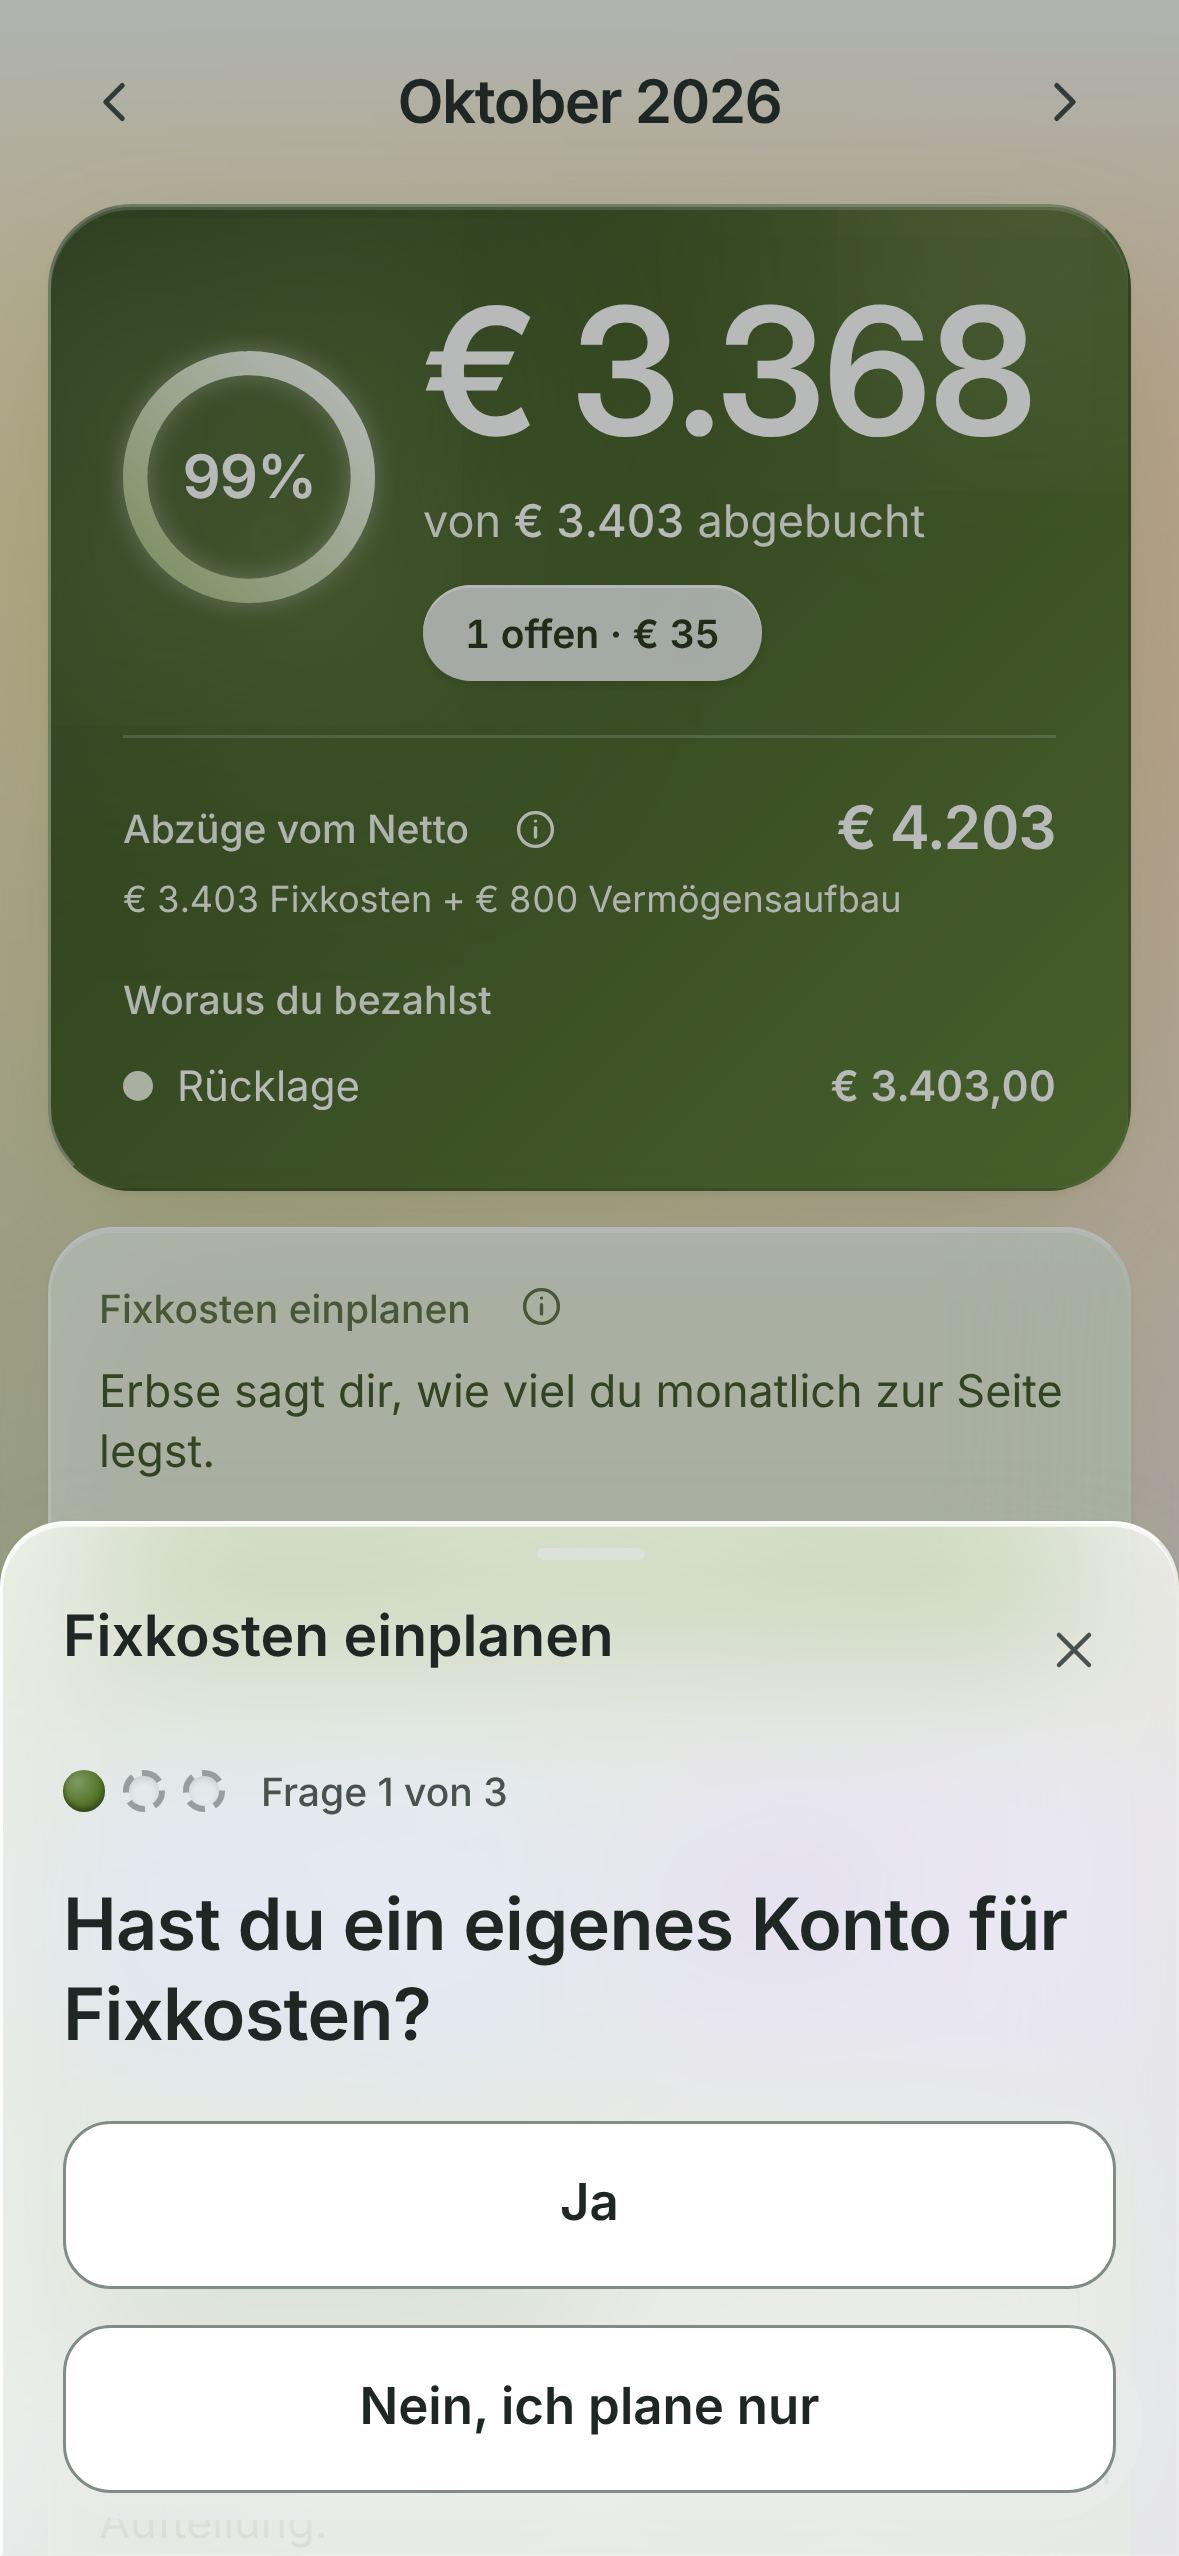 Oktober 2026
€ 3.368
99%
von € 3.403 abgebucht
1 offen · € 35
Abzüge vom Netto € 4.203
€ 3.403 Fixkosten + € 800 Vermögensaufbau
Woraus du bezahlst
Rücklage € 3.403,00
Fixkosten einplanen
Erbse sagt dir, wie viel du monatlich zur Seite
legst.
Fixkosten einplanen
Frage 1 von 3
Hast du ein eigenes Konto für
Fixkosten?
Ja
Nein, ich plane nur
Aufteilung.